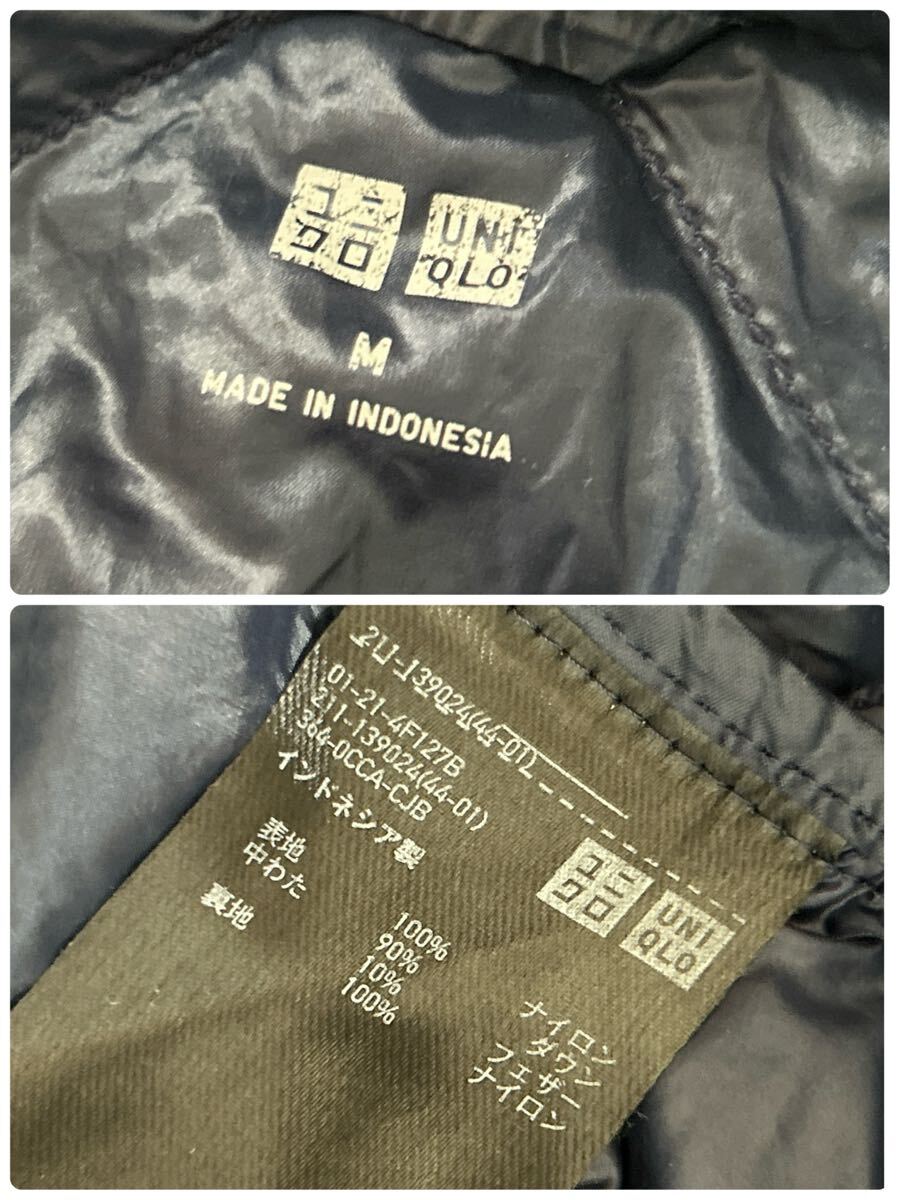 ユニ
クロ
UNI
QLO
M
MADE IN INDONESIA
211-139024(44-01)
01-21-4F127B
211-139024(44-01)
364-0CCA-CJB
インドネシア製
ユニ
クロ
UNI
QLO
表地 100% ナイロン
中わた 90% ダウン
10% フェザー
裏地 100% ナイロン